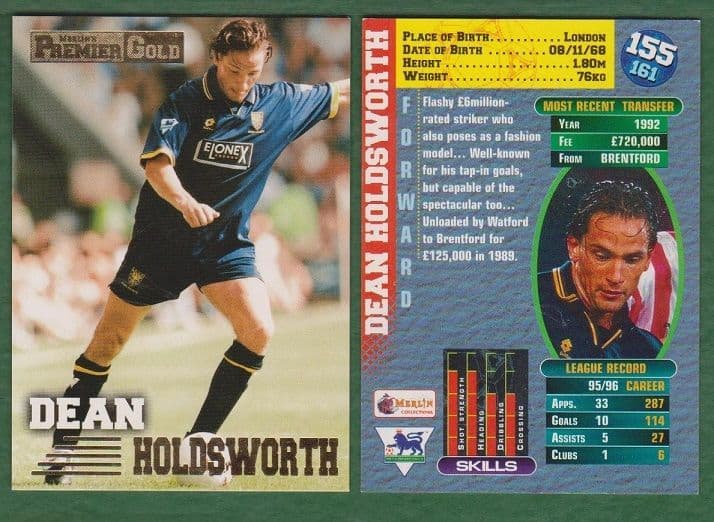 MERLIN'S
PREMIER GOLD
ELONEX
DEAN
HOLDSWORTH
DEAN HOLDSWORTH
FORWARD
PLACE OF BIRTH.............LONDON
DATE OF BIRTH..........08/11/68
HEIGHT..........................1.80M
WEIGHT...........................76KG
155
161
Flashy £6million-
rated striker who
also poses as a fashion
model... Well-known
for his tap-in goals,
but capable of the
spectacular too...
Unloaded by Watford
to Brentford for
£125,000 in 1989.
MOST RECENT TRANSFER
YEAR 1992
FEE £720,000
FROM BRENTFORD
LEAGUE RECORD
95/96 CAREER
APPS. 33 287
GOALS 10 114
ASSISTS 5 27
CLUBS 1 6
MERLIN
COLLECTIONS
SHOT STRENGTH
HEADING
DRIBBLING
CROSSING
SKILLS